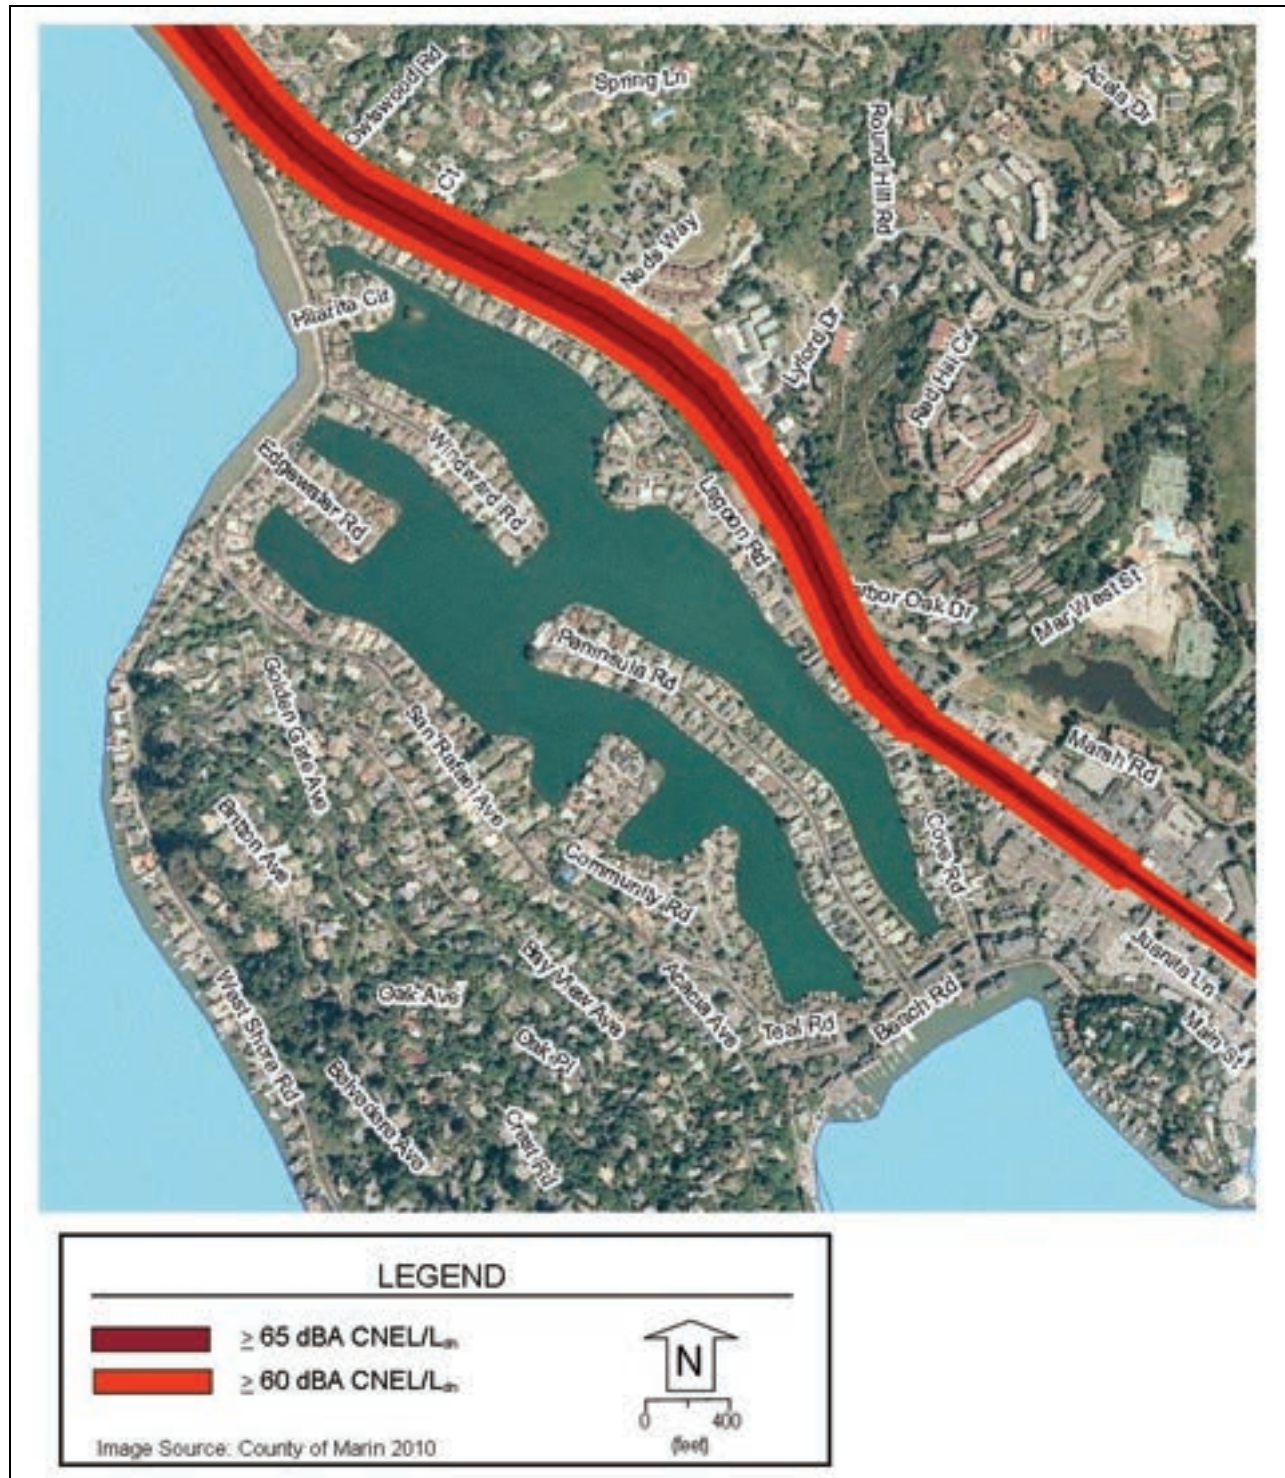 Spring Ln
Acela Dr
Round Hill Rd
Ct
Neds Way
Hilarita Cir
Lyford Dr
Red Hill Cir
Windward Rd
Edgewater Rd
Lagoon Rd
arbor Oak Dr
Mar West St
Peninsula Rd
Golden Gate Ave
San Rafael Ave
Marsh Rd
Britton Ave
Cove Rd
Community Rd
Juanita Ln
Bay View Ave
Acacia Ave
Oak Ave
West Shore Rd
Teal Rd
Beach Rd
Main St
Oak Pl
Belvedere Ave
Crest Rd
LEGEND
≥ 65 dBA CNEL/Ldn
≥ 60 dBA CNEL/Ldn
N
0 400
(feet)
Image Source: County of Marin 2010